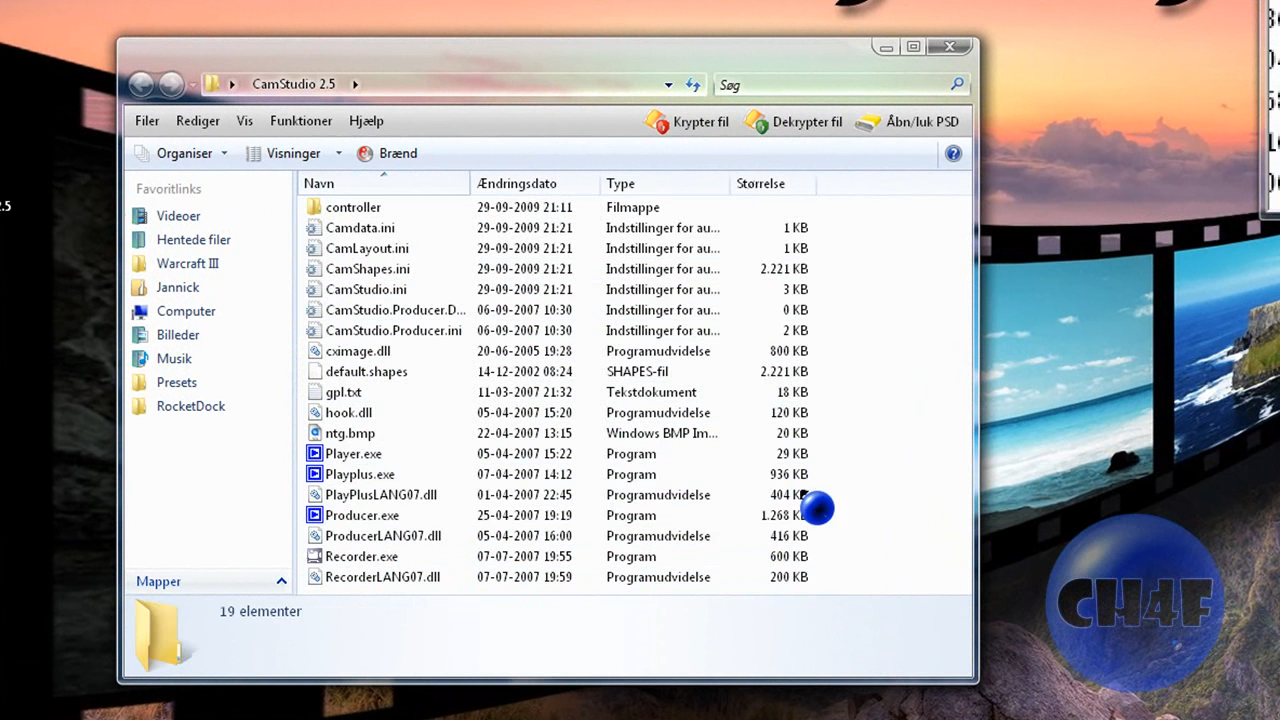 CamStudio 2.5
Søg
Filer Rediger Vis Funktioner Hjælp Krypter fil Dekrypter fil Åbn/luk PSD
Organiser Visninger Brænd
Favoritlinks
Videoer
Hentede filer
Warcraft III
Jannick
Computer
Billeder
Musik
Presets
RocketDock
Mapper
Navn Ændringsdato Type Størrelse
controller 29-09-2009 21:11 Filmappe
Camdata.ini 29-09-2009 21:21 Indstillinger for au... 1 KB
CamLayout.ini 29-09-2009 21:21 Indstillinger for au... 1 KB
CamShapes.ini 29-09-2009 21:21 Indstillinger for au... 2.221 KB
CamStudio.ini 29-09-2009 21:21 Indstillinger for au... 3 KB
CamStudio.Producer.D... 06-09-2007 10:30 Indstillinger for au... 0 KB
CamStudio.Producer.ini 06-09-2007 10:30 Indstillinger for au... 2 KB
cximage.dll 20-06-2005 19:28 Programudvidelse 800 KB
default.shapes 14-12-2002 08:24 SHAPES-fil 2.221 KB
gpl.txt 11-03-2007 21:32 Tekstdokument 18 KB
hook.dll 05-04-2007 15:20 Programudvidelse 120 KB
ntg.bmp 22-04-2007 13:15 Windows BMP Im... 20 KB
Player.exe 05-04-2007 15:22 Program 29 KB
Playplus.exe 07-04-2007 14:12 Program 936 KB
PlayPlusLANG07.dll 01-04-2007 22:45 Programudvidelse 404 KB
Producer.exe 25-04-2007 19:19 Program 1.268 KB
ProducerLANG07.dll 05-04-2007 16:00 Programudvidelse 416 KB
Recorder.exe 07-07-2007 19:55 Program 600 KB
RecorderLANG07.dll 07-07-2007 19:59 Programudvidelse 200 KB
19 elementer
2.5
CH4F